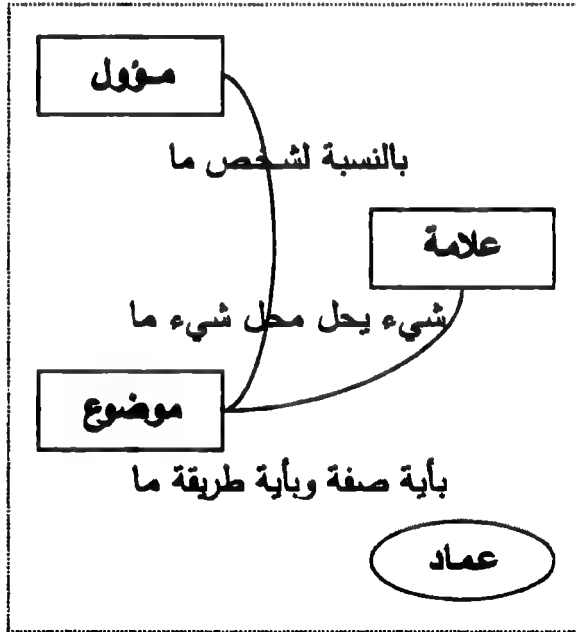 مؤول
بالنسبة لشخص ما
علامة
شيء يحل محل شيء ما
موضوع
بأية صفة وبأية طريقة ما
عماد